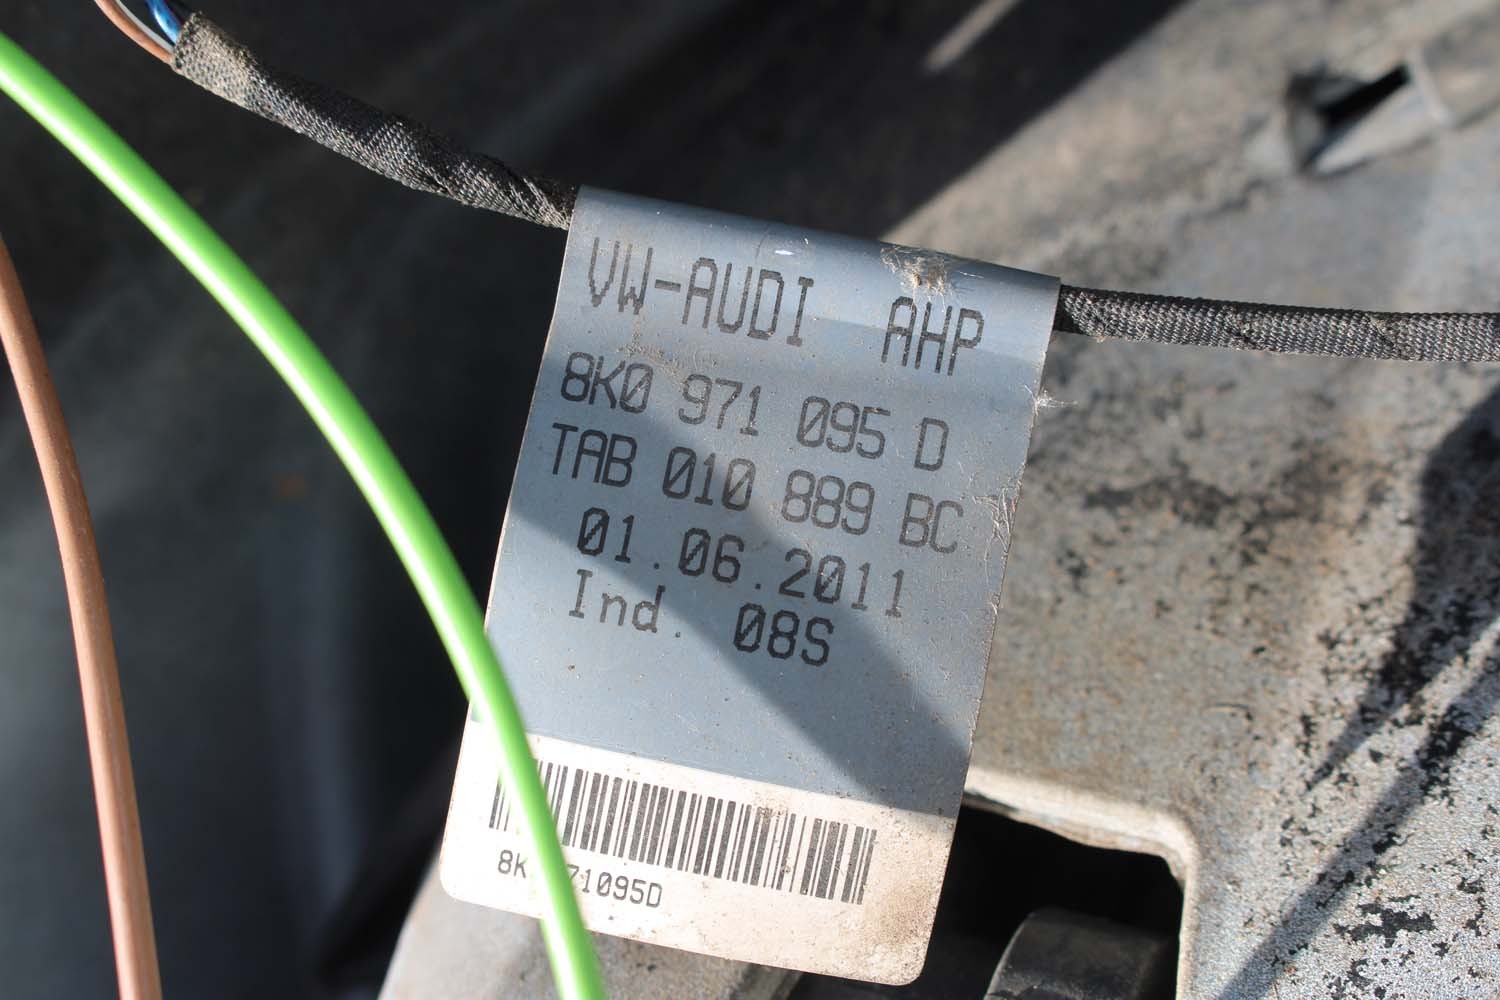 VW-AUDI AHP
8K0 971 095 D
TAB 010 889 BC
01.06.2011
Ind. 08S